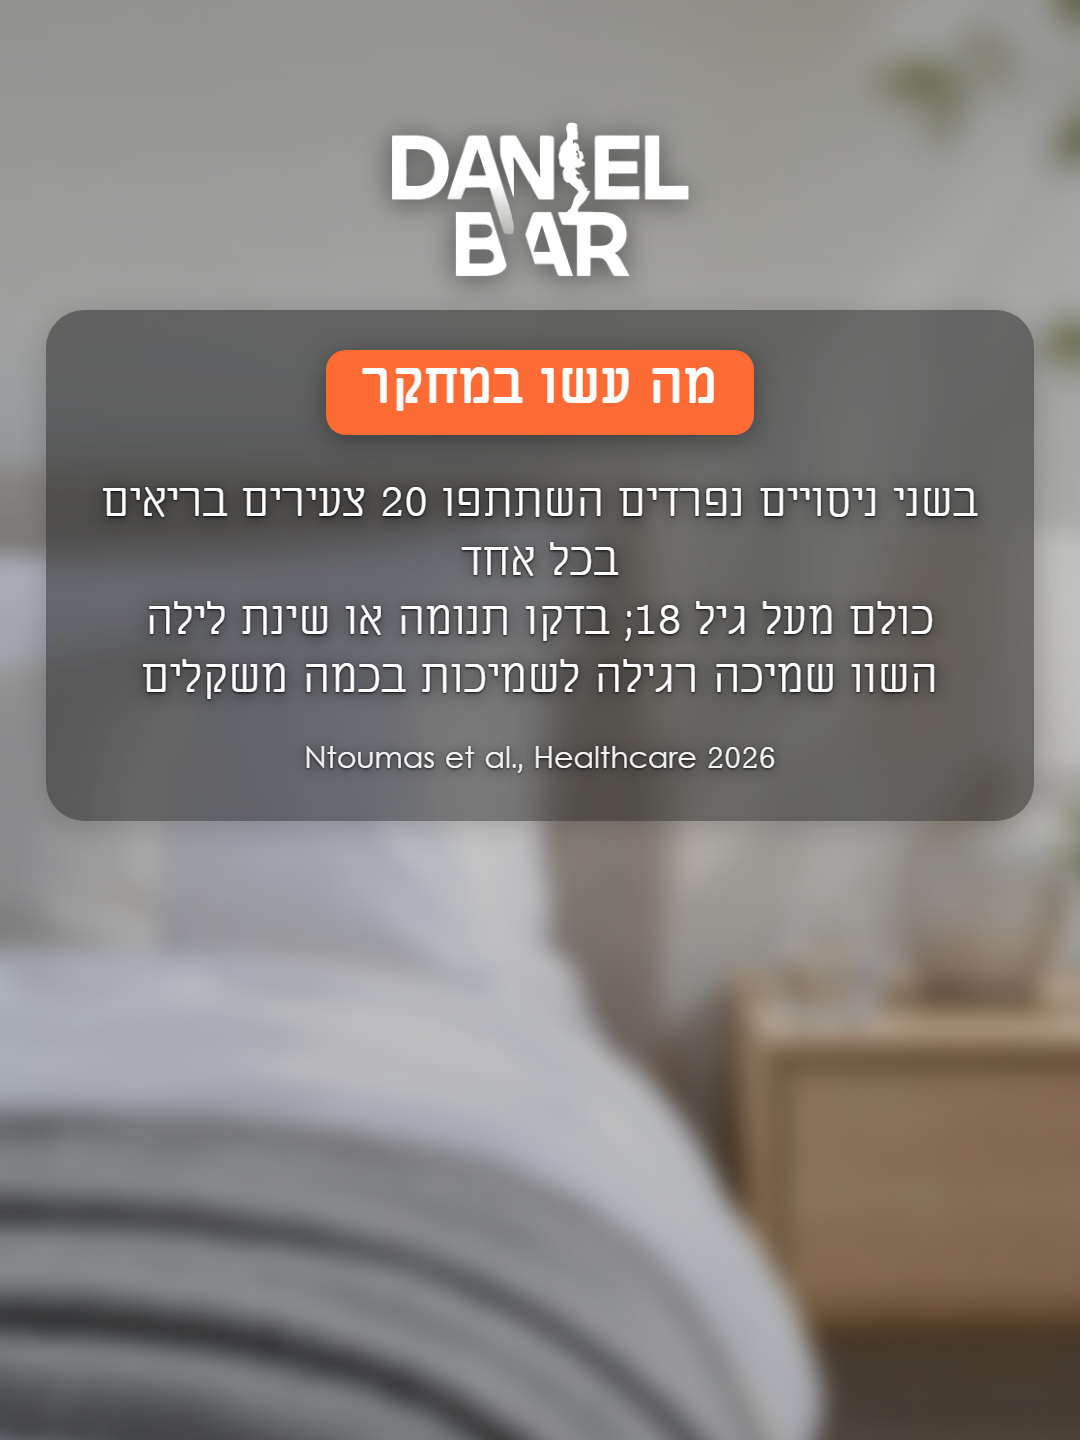 DANIEL
BAR
מה עשו במחקר
בשני ניסויים נפרדים השתתפו 20 צעירים בריאים
בכל אחד
כולם מעל גיל 18; בדקו תנומה או שינת לילה
השוו שמיכה רגילה לשמיכות בכמה משקלים
Ntoumas et al., Healthcare 2026